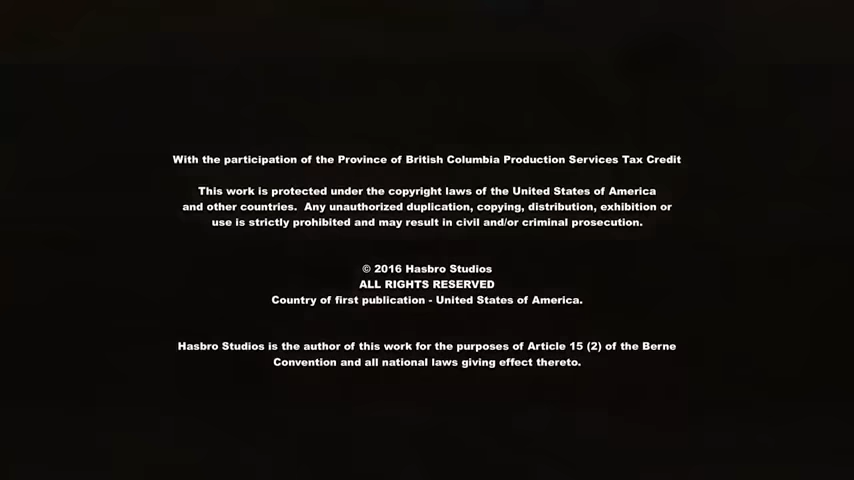 With the participation of the Province of British Columbia Production Services Tax Credit
This work is protected under the copyright laws of the United States of America
and other countries.  Any unauthorized duplication, copying, distribution, exhibition or
use is strictly prohibited and may result in civil and/or criminal prosecution.
© 2016 Hasbro Studios
ALL RIGHTS RESERVED
Country of first publication - United States of America.
Hasbro Studios is the author of this work for the purposes of Article 15 (2) of the Berne
Convention and all national laws giving effect thereto.